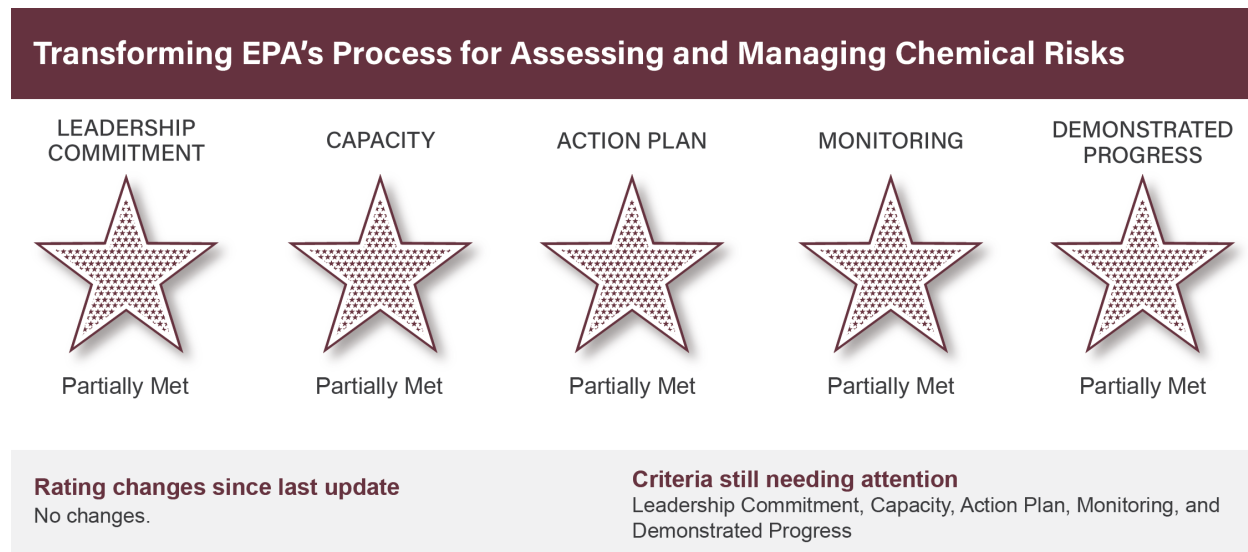 Transforming EPA’s Process for Assessing and Managing Chemical Risks
LEADERSHIP
COMMITMENT
CAPACITY
ACTION PLAN
MONITORING
DEMONSTRATED
PROGRESS
Partially Met
Partially Met
Partially Met
Partially Met
Partially Met
Rating changes since last update
No changes.
Criteria still needing attention
Leadership Commitment, Capacity, Action Plan, Monitoring, and
Demonstrated Progress